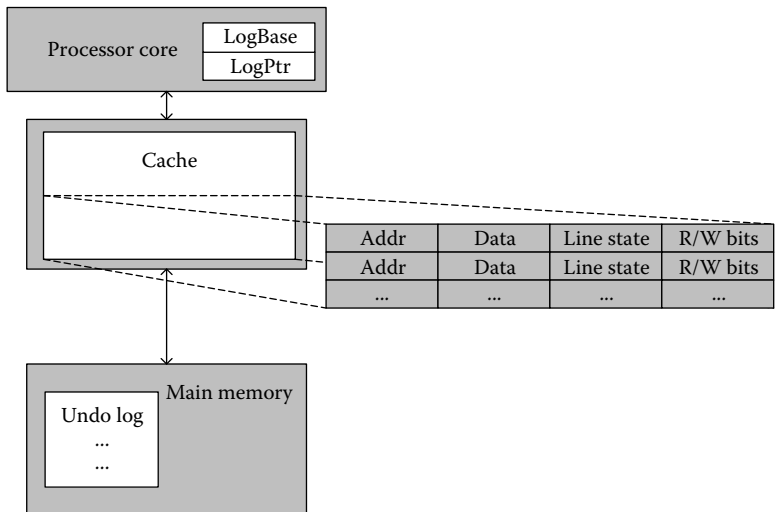 Processor core
LogBase
LogPtr
Cache
Addr Data Line state R/W bits
Addr Data Line state R/W bits
... ... ... ...
Main memory
Undo log
...
...